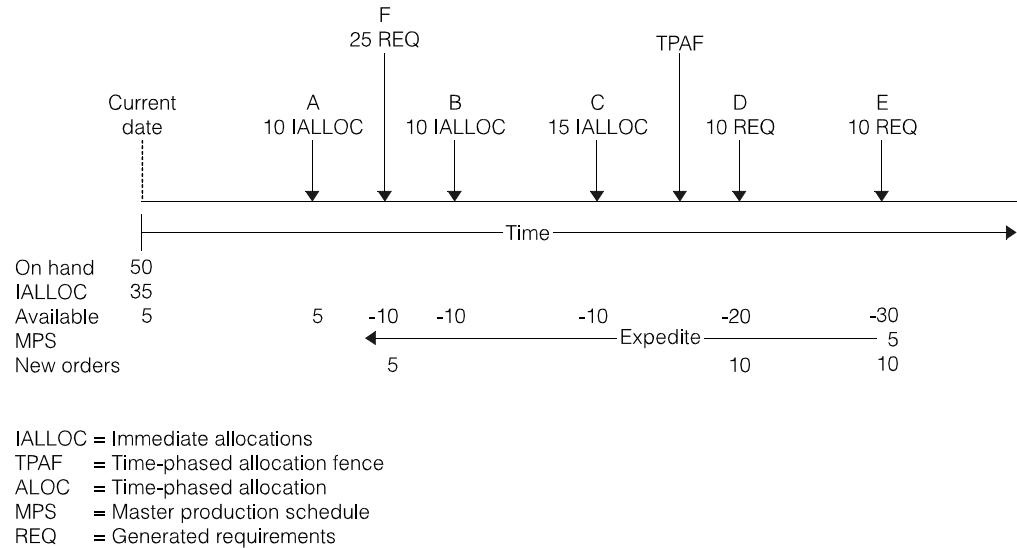 F
25 REQ
TPAF
Current
date
A
10 IALLOC
B
10 IALLOC
C
15 IALLOC
D
10 REQ
E
10 REQ
Time
On hand 50
IALLOC 35
Available 5 5 -10 -10 -10 -20 -30
MPS Expedite 5
New orders 5 10 10
IALLOC = Immediate allocations
TPAF = Time-phased allocation fence
ALOC = Time-phased allocation
MPS = Master production schedule
REQ = Generated requirements